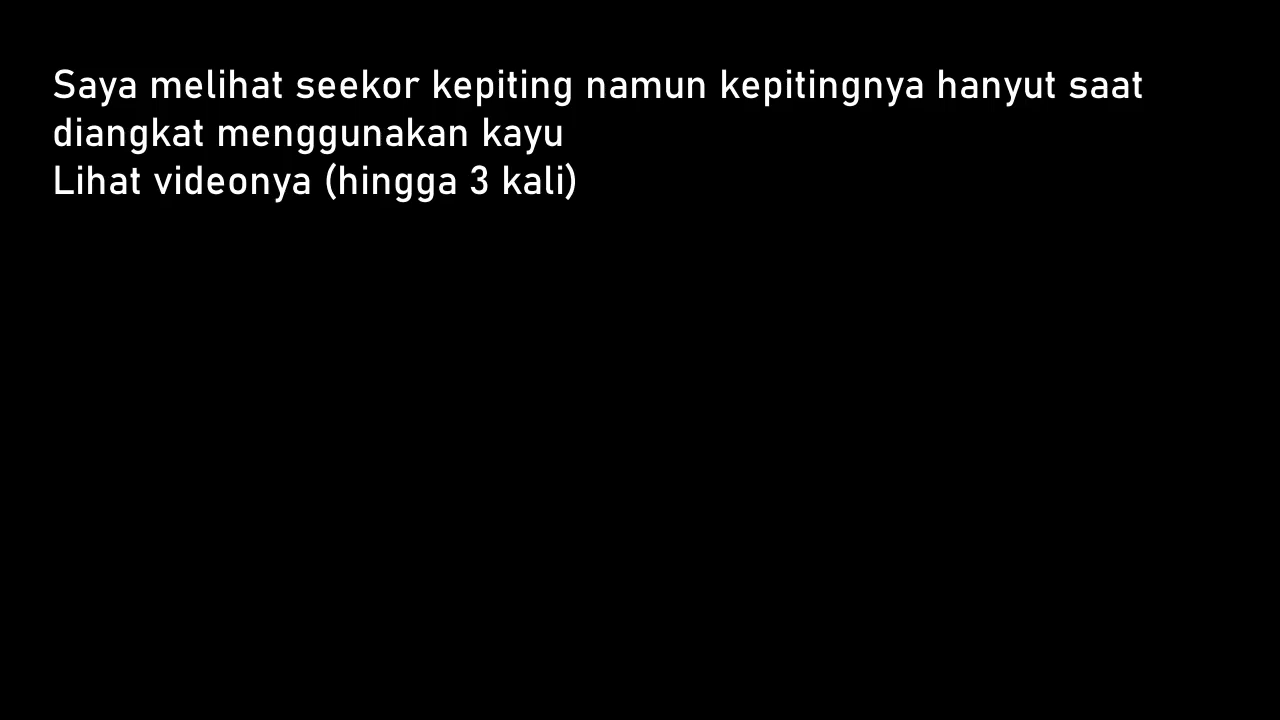 Saya melihat seekor kepiting namun kepitingnya hanyut saat
diangkat menggunakan kayu
Lihat videonya (hingga 3 kali)